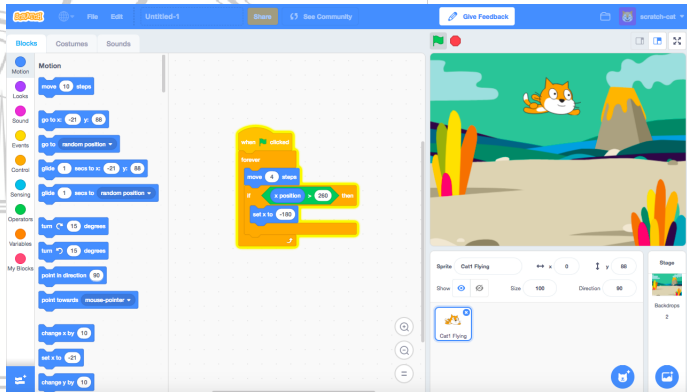 SCRATCH File Edit Untitled-1 Share See Community Give Feedback scratch-cat
Blocks Costumes Sounds
Motion
Looks
Sound
Events
Control
Sensing
Operators
Variables
My Blocks
Motion
move 10 steps
go to x: -21 y: 88
go to random position
glide 1 secs to x: -21 y: 88
glide 1 secs to random position
turn 15 degrees
turn 15 degrees
point in direction 90
point towards mouse-pointer
change x by 10
set x to -21
change y by 10
when clicked
forever
move 4 steps
if x position > 260 then
set x to -180
Sprite Cat1 Flying x 0 y 88
Show Size 100 Direction 90
Cat1 Flying
Stage
Backdrops
2